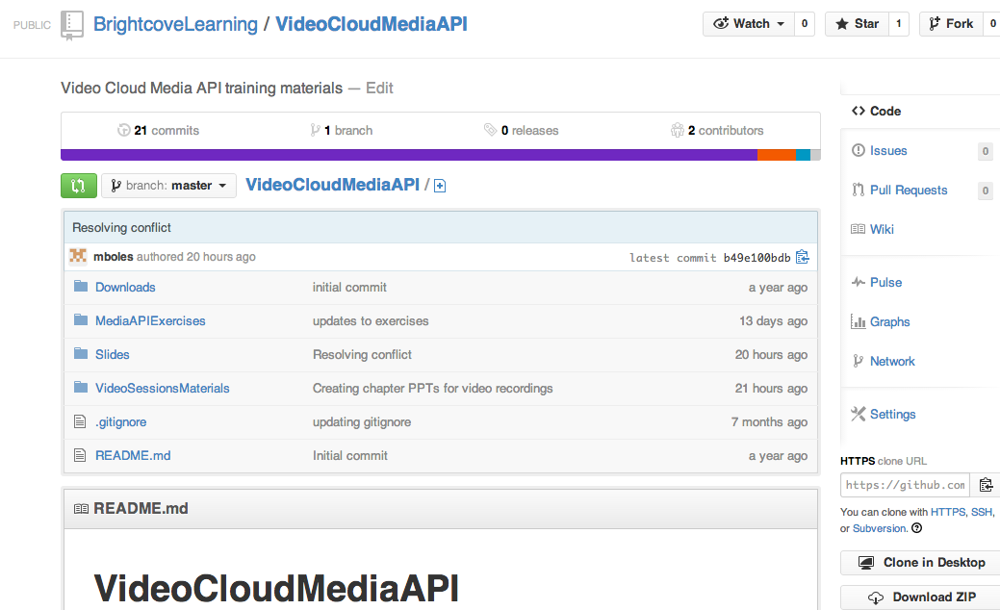 PUBLIC BrightcoveLearning / VideoCloudMediaAPI Watch 0 Star 1 Fork 0
Video Cloud Media API training materials — Edit
21 commits 1 branch 0 releases 2 contributors
branch: master VideoCloudMediaAPI /
Resolving conflict
mboles authored 20 hours ago latest commit b49e100bdb
Downloads initial commit a year ago
MediaAPIExercises updates to exercises 13 days ago
Slides Resolving conflict 20 hours ago
VideoSessionsMaterials Creating chapter PPTs for video recordings 21 hours ago
.gitignore updating gitignore 7 months ago
README.md Initial commit a year ago
README.md
VideoCloudMediaAPI
Code
Issues 0
Pull Requests 0
Wiki
Pulse
Graphs
Network
Settings
HTTPS clone URL
https://github.com
You can clone with HTTPS, SSH,
or Subversion.
Clone in Desktop
Download ZIP